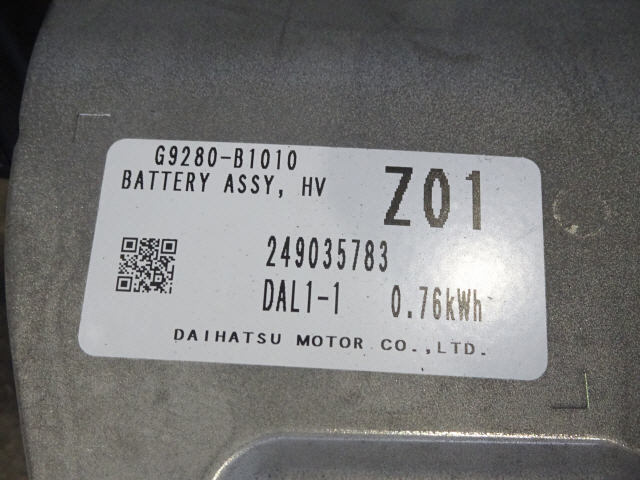 G9280-B1010
BATTERY ASSY, HV
Z01
249035783
DAL1-1 0.76kWh
DAIHATSU MOTOR CO.,LTD.